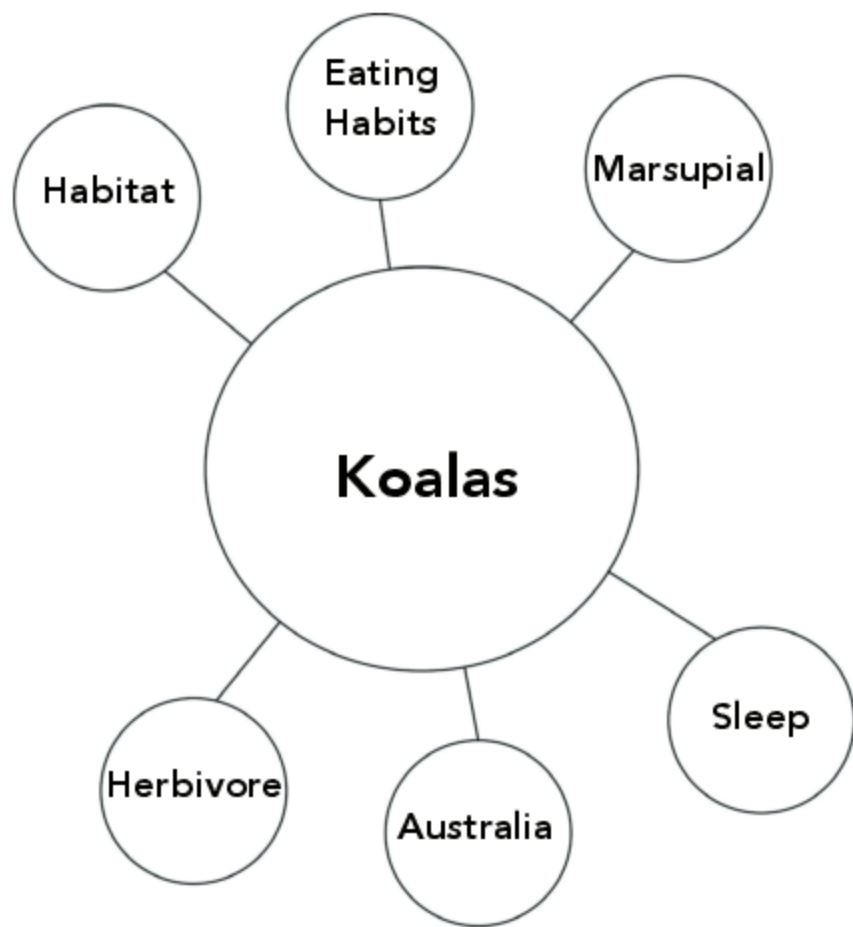 Eating
Habits
Marsupial
Habitat
Koalas
Sleep
Herbivore
Australia